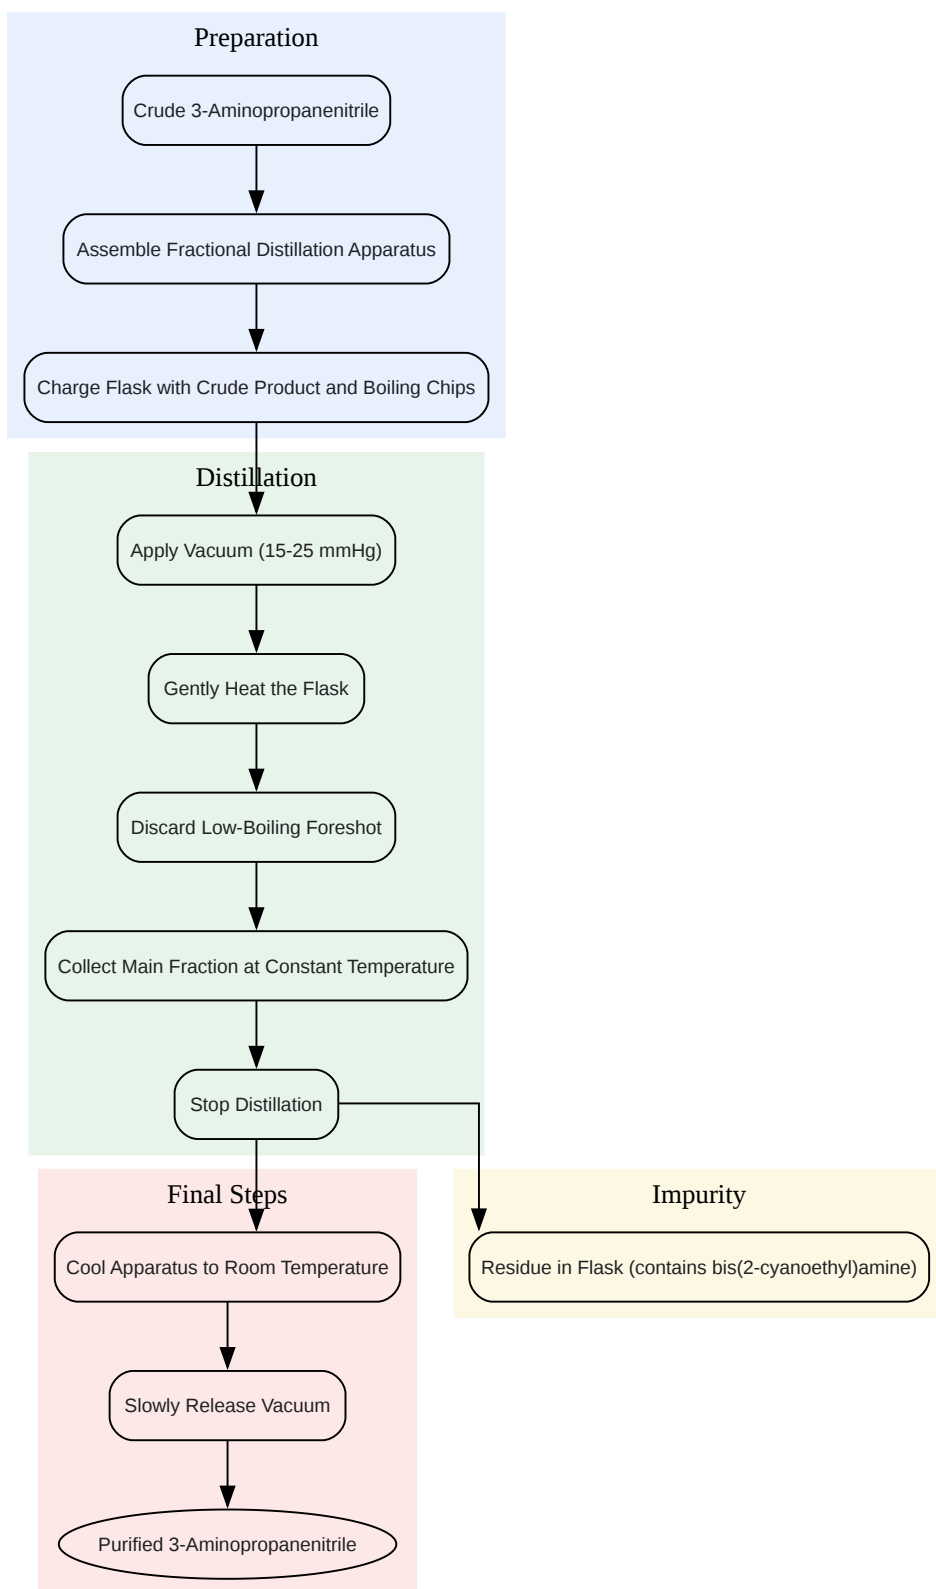 Preparation
Crude 3-Aminopropanenitrile
Assemble Fractional Distillation Apparatus
Charge Flask with Crude Product and Boiling Chips
Distillation
Apply Vacuum (15-25 mmHg)
Gently Heat the Flask
Discard Low-Boiling Foreshot
Collect Main Fraction at Constant Temperature
Stop Distillation
Final Steps
Impurity
Cool Apparatus to Room Temperature
Residue in Flask (contains bis(2-cyanoethyl)amine)
Slowly Release Vacuum
Purified 3-Aminopropanenitrile